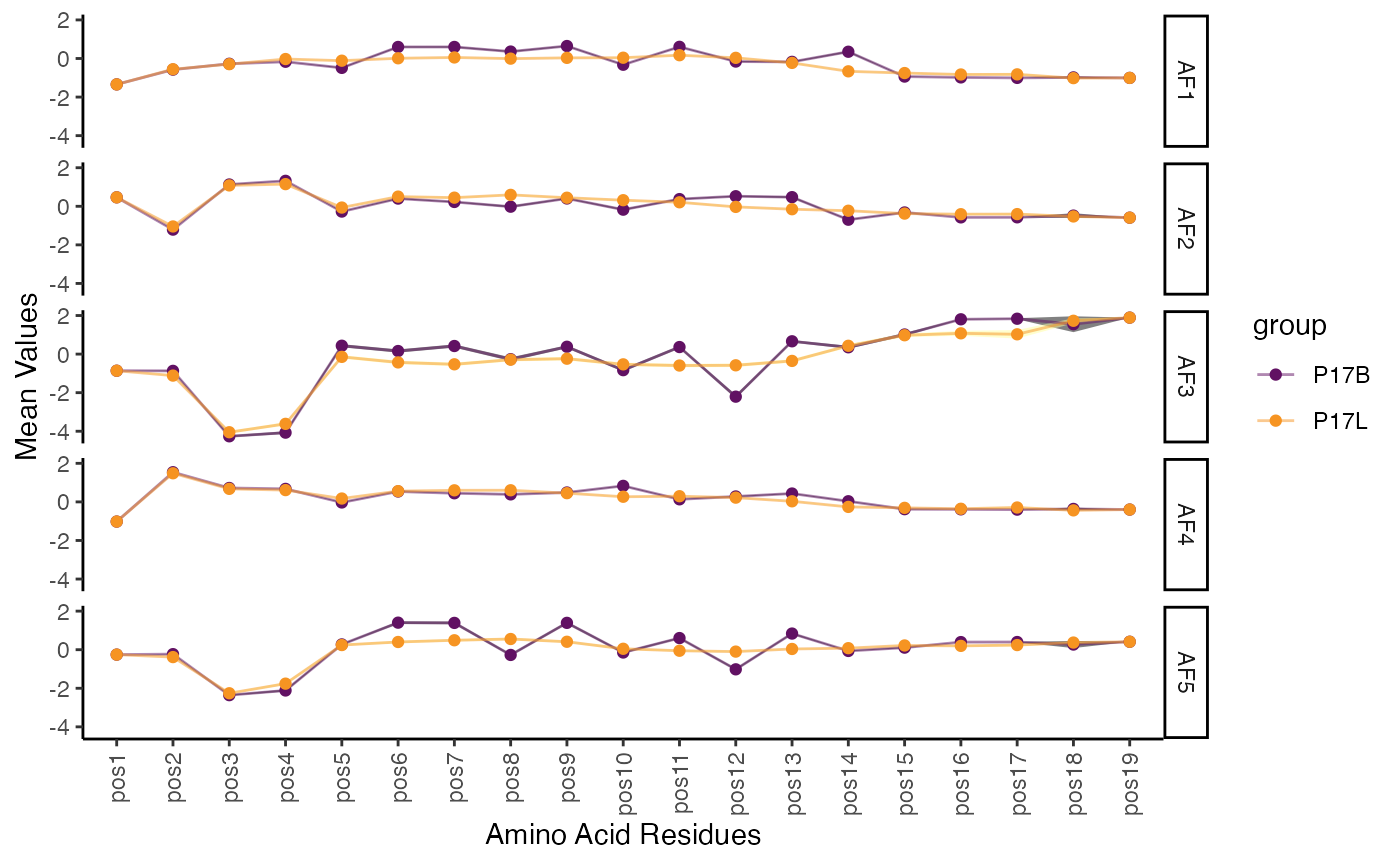 2
0
-2
-4
AF1
2
0
-2
-4
AF2
2
0
-2
-4
AF3
2
0
-2
-4
AF4
2
0
-2
-4
AF5
Mean Values
group
P17B
P17L
pos1 pos2 pos3 pos4 pos5 pos6 pos7 pos8 pos9 pos10 pos11 pos12 pos13 pos14 pos15 pos16 pos17 pos18 pos19
Amino Acid Residues